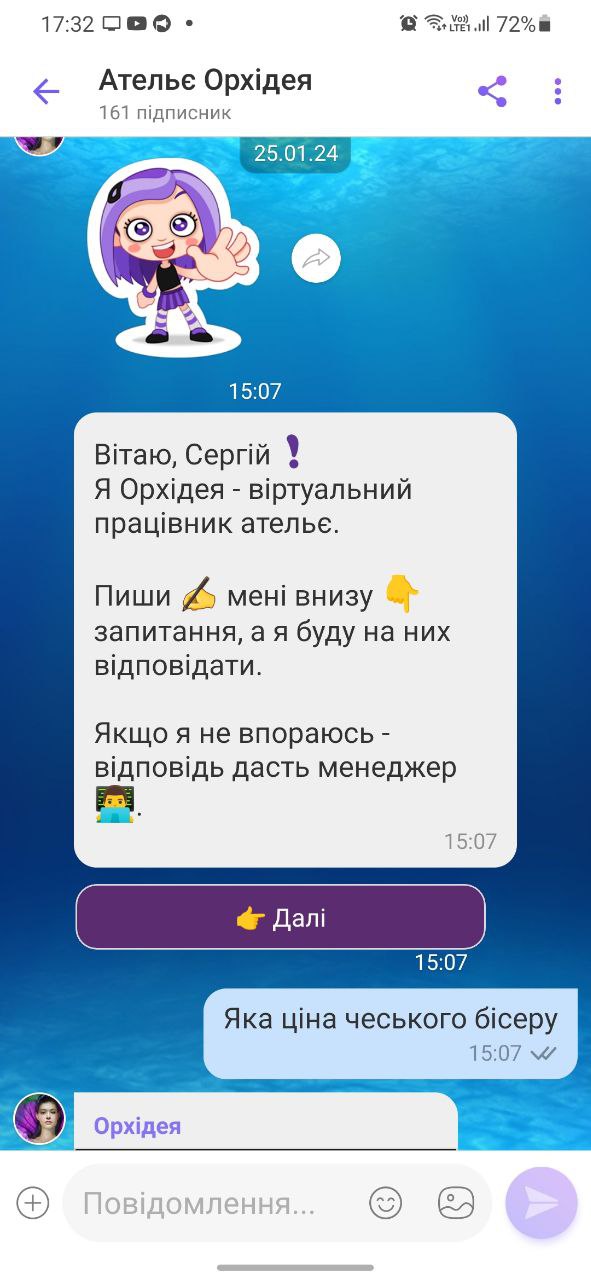 17:32 Vo)) LTE1 72%
Ательє Орхідея
161 підписник
25.01.24
15:07
Вітаю, Сергій❗
Я Орхідея - віртуальний
працівник ательє.
Пиши ✍️ мені внизу 👇
запитання, а я буду на них
відповідати.
Якщо я не впораюсь -
відповідь дасть менеджер
👨‍💻.
15:07
👉 Далі
15:07
Яка ціна чеського бісеру
15:07
Орхідея
Повідомлення...